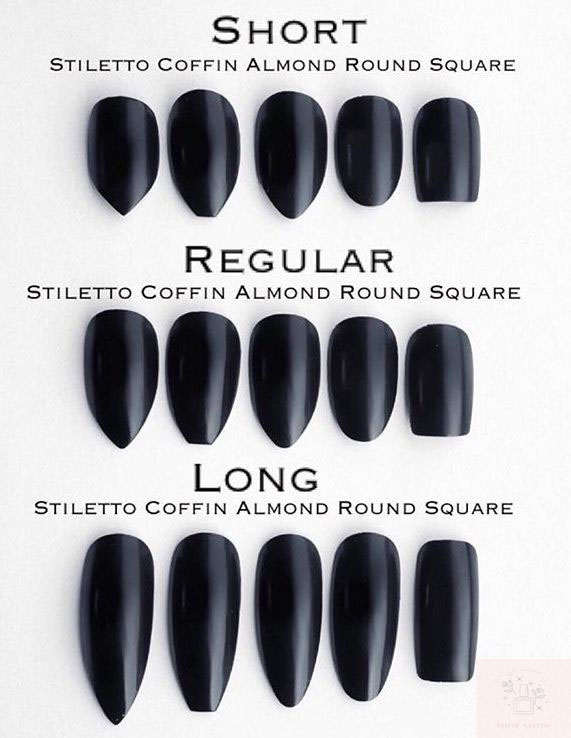 SHORT
STILETTO COFFIN ALMOND ROUND SQUARE
REGULAR
STILETTO COFFIN ALMOND ROUND SQUARE
LONG
STILETTO COFFIN ALMOND ROUND SQUARE